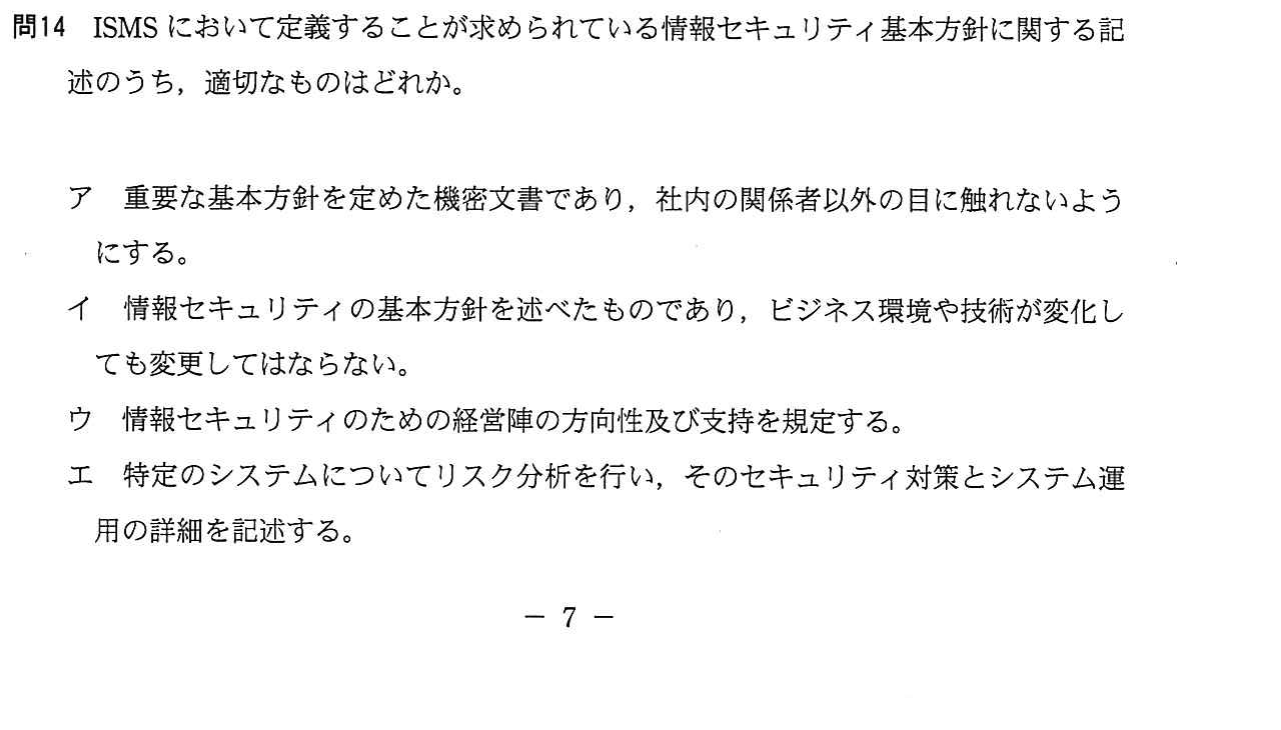 問14 ISMS において定義することが求められている情報セキュリティ基本方針に関する記
述のうち，適切なものはどれか。
ア 重要な基本方針を定めた機密文書であり，社内の関係者以外の目に触れないよう
にする。
イ 情報セキュリティの基本方針を述べたものであり，ビジネス環境や技術が変化し
ても変更してはならない。
ウ 情報セキュリティのための経営陣の方向性及び支持を規定する。
エ 特定のシステムについてリスク分析を行い，そのセキュリティ対策とシステム運
用の詳細を記述する。
― 7 ―